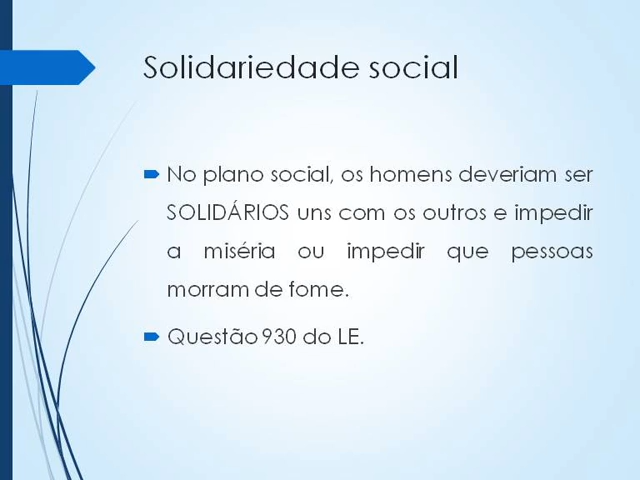 Solidariedade social
No plano social, os homens deveriam ser
SOLIDÁRIOS uns com os outros e impedir
a miséria ou impedir que pessoas
morram de fome.
Questão 930 do LE.